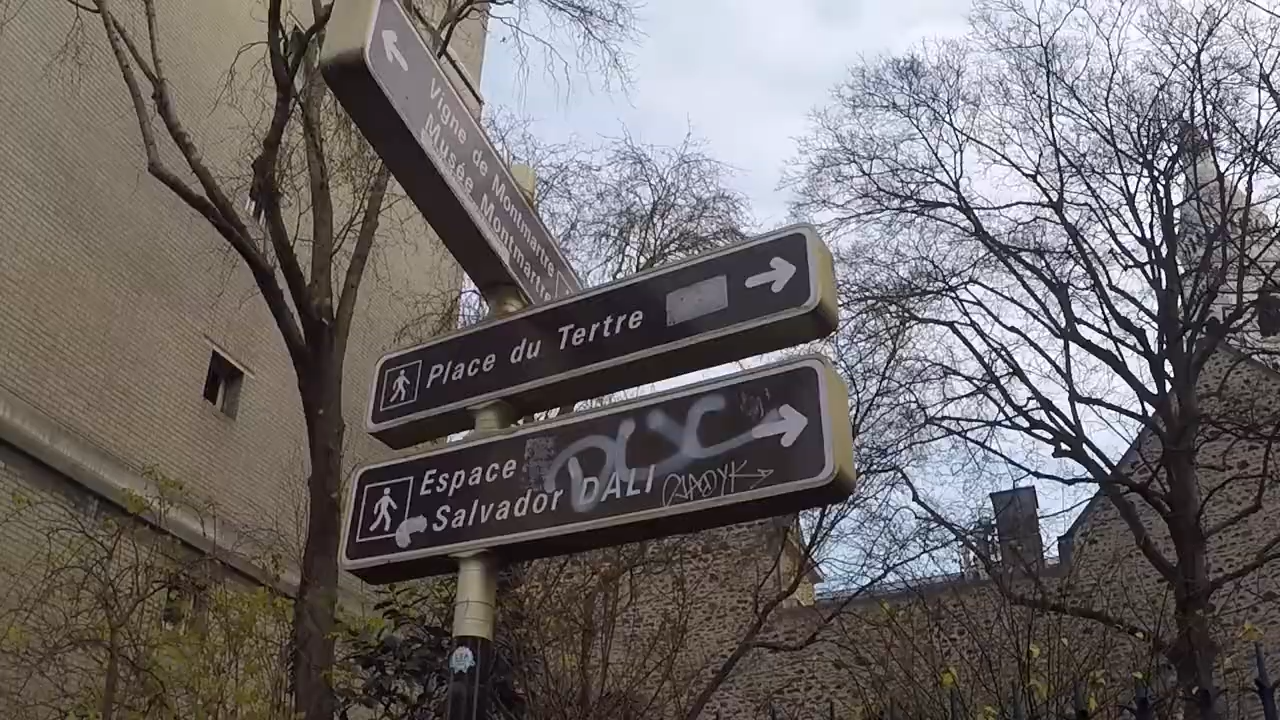 Vigne de Montmartre
Musée Montmartre
Place du Tertre
Espace
Salvador DALI